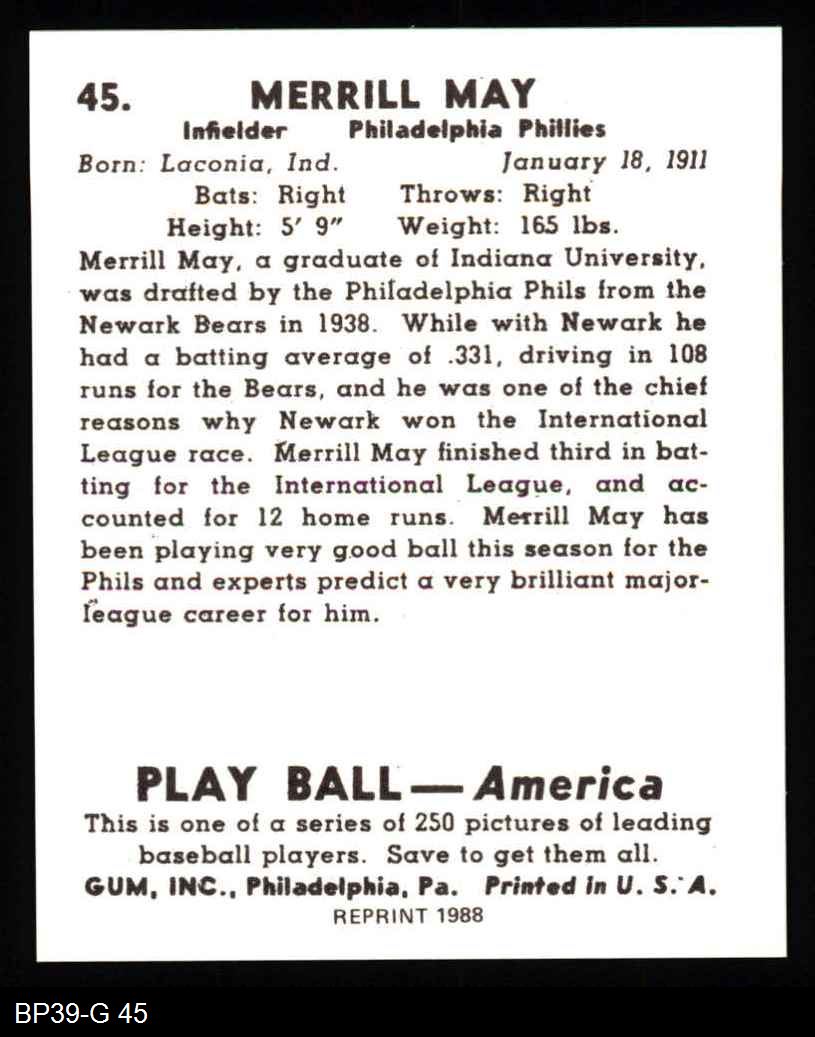 45. MERRILL MAY
Infielder Philadelphia Phillies
Born: Laconia, Ind. January 18, 1911
Bats: Right Throws: Right
Height: 5' 9" Weight: 165 lbs.
Merrill May, a graduate of Indiana University,
was drafted by the Philadelphia Phils from the
Newark Bears in 1938. While with Newark he
had a batting average of .331, driving in 108
runs for the Bears, and he was one of the chief
reasons why Newark won the International
League race. Merrill May finished third in bat-
ting for the International League, and ac-
counted for 12 home runs. Merrill May has
been playing very good ball this season for the
Phils and experts predict a very brilliant major-
league career for him.
PLAY BALL—America
This is one of a series of 250 pictures of leading
baseball players. Save to get them all.
GUM, INC., Philadelphia, Pa. Printed in U. S. A.
REPRINT 1988
BP39-G 45